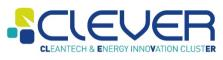 CLEVER
CLEANTECH & ENERGY INNOVATION CLUSTER